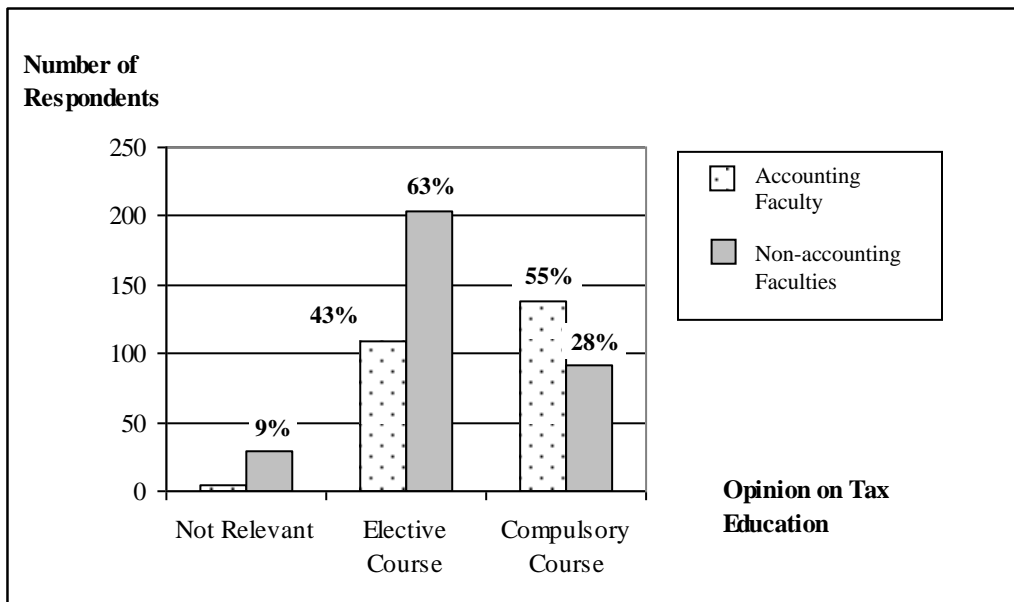 Number of
Respondents
250
200
150
100
50
0
9%
43%
63%
55%
28%
Not Relevant
Elective
Course
Compulsory
Course
Opinion on Tax
Education
Accounting
Faculty
Non-accounting
Faculties